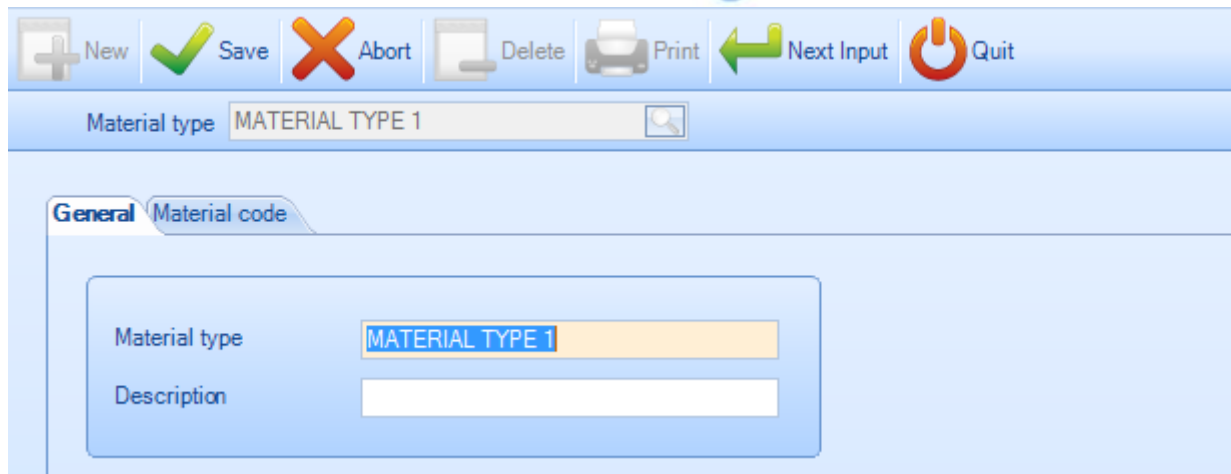 New Save Abort Delete Print Next Input Quit
Material type MATERIAL TYPE 1
General Material code
Material type MATERIAL TYPE 1
Description